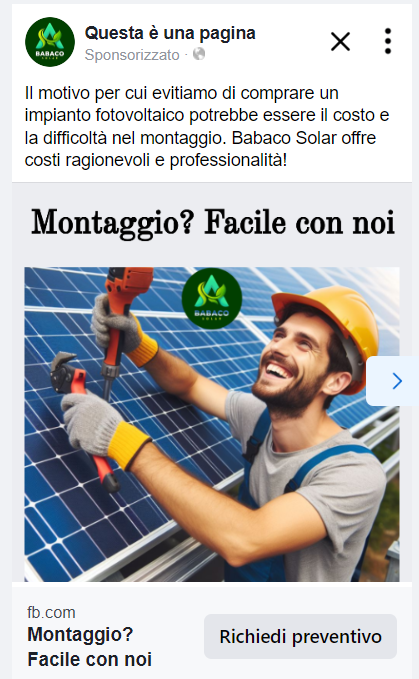 Questa è una pagina
Sponsorizzato ·
Il motivo per cui evitiamo di comprare un
impianto fotovoltaico potrebbe essere il costo e
la difficoltà nel montaggio. Babaco Solar offre
costi ragionevoli e professionalità!
Montaggio? Facile con noi
BABACO
SOLAR
fb.com
Montaggio?
Facile con noi
Richiedi preventivo